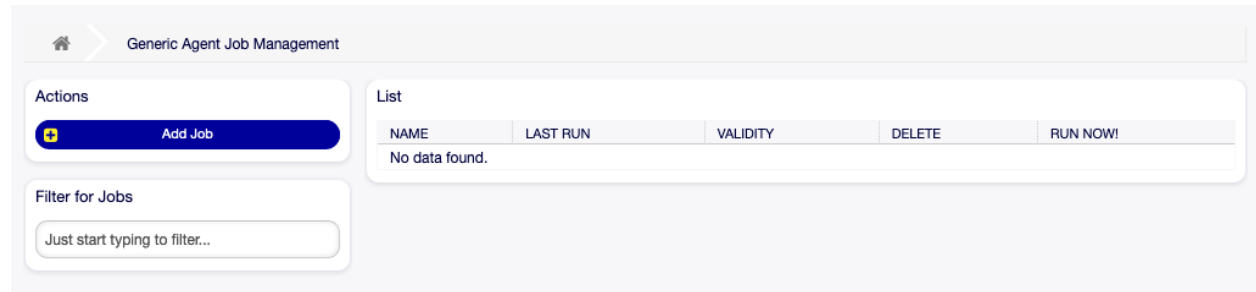 Generic Agent Job Management
Actions
Add Job
Filter for Jobs
Just start typing to filter...
List
NAME LAST RUN VALIDITY DELETE RUN NOW!
No data found.